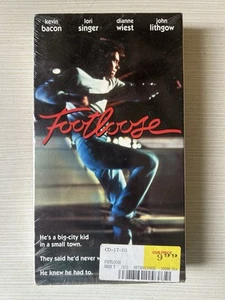 kevin bacon
lori singer
dianne wiest
john lithgow
Footloose
He's a big-city kid
in a small town.
They said he'd never
He knew he had to.